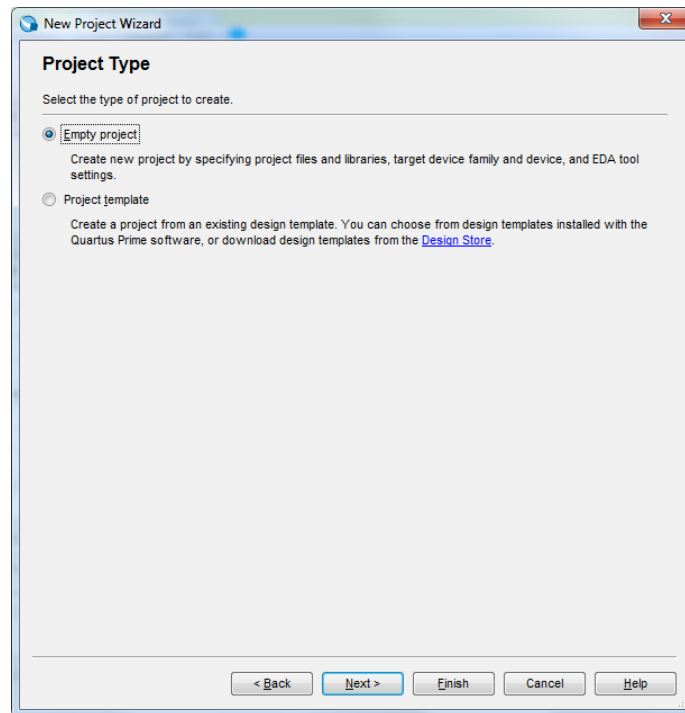 New Project Wizard
Project Type
Select the type of project to create.
Empty project
Create new project by specifying project files and libraries, target device family and device, and EDA tool
settings.
Project template
Create a project from an existing design template. You can choose from design templates installed with the
Quartus Prime software, or download design templates from the Design Store.
< Back Next > Finish Cancel Help